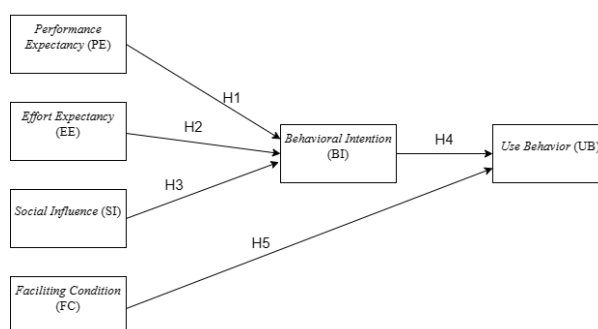 Performance
Expectancy (PE)
H1
Effort Expectancy
(EE)
H2
Behavioral Intention
(BI)
H4
Use Behavior (UB)
H3
Social Influence (SI)
H5
Faciliting Condition
(FC)